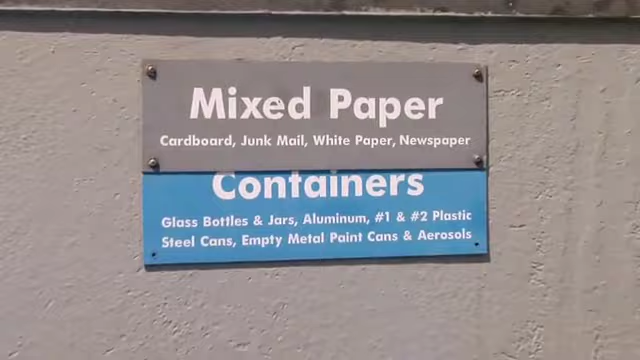 Mixed Paper
Cardboard, Junk Mail, White Paper, Newspaper
Containers
Glass Bottles & Jars, Aluminum, #1 & #2 Plastic
Steel Cans, Empty Metal Paint Cans & Aerosols